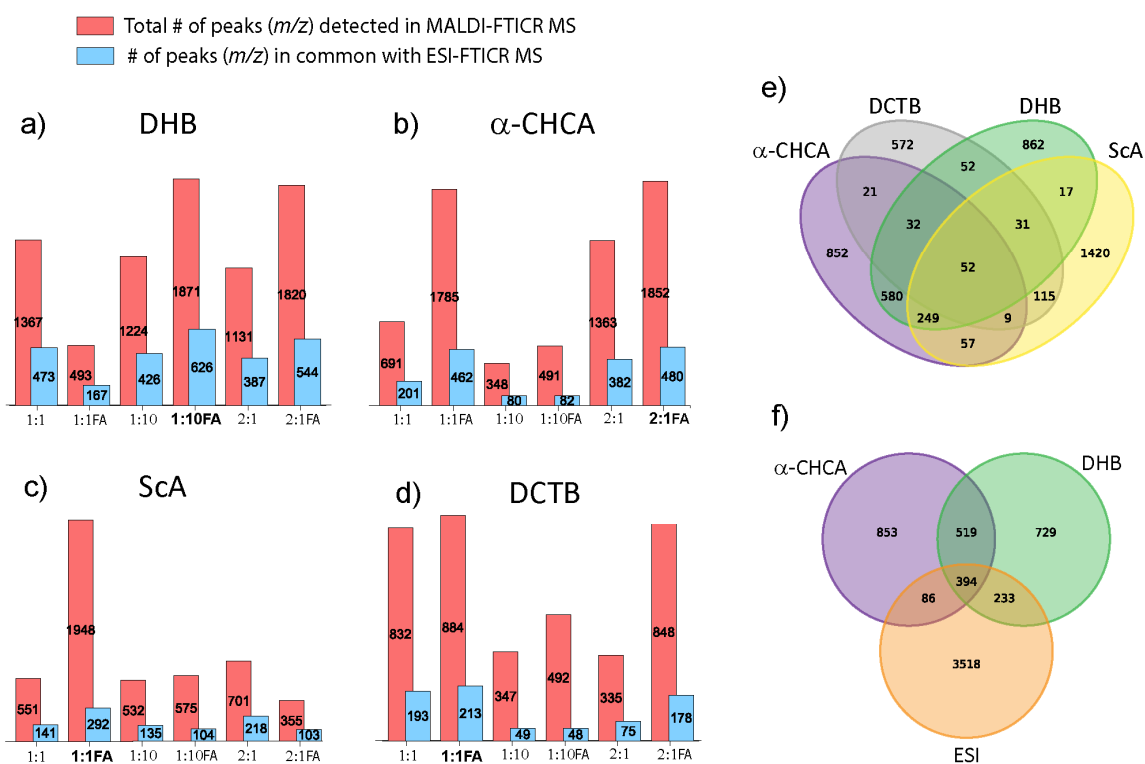 Total # of peaks (m/z) detected in MALDI-FTICR MS
# of peaks (m/z) in common with ESI-FTICR MS
a) DHB
1367 473 493 167 1224 426 1871 626 1131 387 1820 544
1:1 1:1FA 1:10 1:10FA 2:1 2:1FA
b) α-CHCA
691 201 1785 462 348 80 491 82 1363 382 1852 480
1:1 1:1FA 1:10 1:10FA 2:1 2:1FA
c) ScA
551 141 1948 292 532 135 575 104 701 218 355 103
1:1 1:1FA 1:10 1:10FA 2:1 2:1FA
d) DCTB
832 193 884 213 347 49 492 48 335 75 848 178
1:1 1:1FA 1:10 1:10FA 2:1 2:1FA
e)
DCTB DHB
α-CHCA ScA
572 862
52
21 17
32 31
852 52 1420
580 115
249 9
57
f)
α-CHCA DHB
853 519 729
394
86 233
3518
ESI